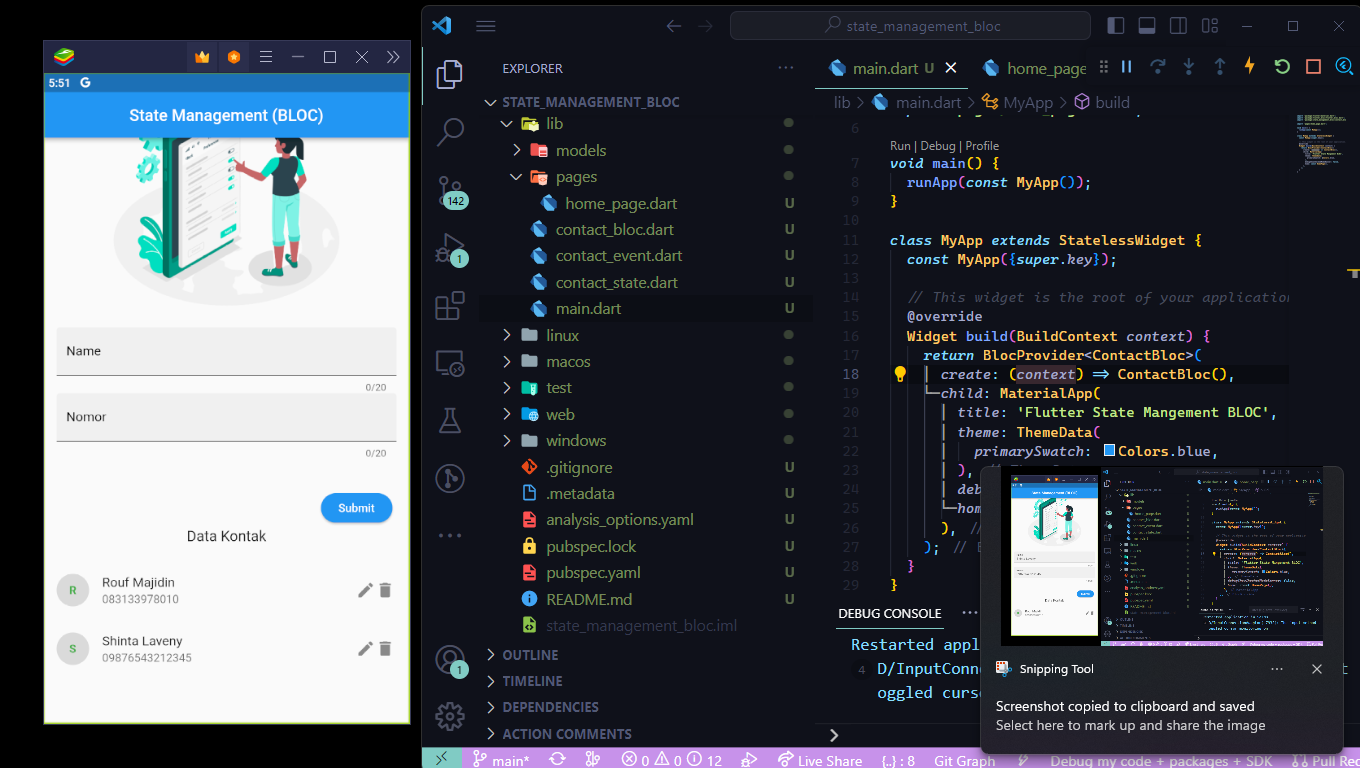 5:51 G
State Management (BLOC)
Name
0/20
Nomor
0/20
Submit
Data Kontak
R
Rouf Majidin
083133978010
S
Shinta Laveny
09876543212345
state_management_bloc
EXPLORER
STATE_MANAGEMENT_BLOC
lib
models
pages
home_page.dart U
contact_bloc.dart U
contact_event.dart U
contact_state.dart U
main.dart U
linux
macos
test
web
windows
.gitignore U
.metadata U
analysis_options.yaml U
pubspec.lock U
pubspec.yaml U
README.md U
state_management_bloc.iml
OUTLINE
TIMELINE
DEPENDENCIES
ACTION COMMENTS
142
1
1
main.dart U
home_page
lib > main.dart > MyApp > build
6
Run | Debug | Profile
7 void main() {
8 runApp(const MyApp());
9 }
10
11 class MyApp extends StatelessWidget {
12 const MyApp({super.key});
13
14 // This widget is the root of your application
15 @override
16 Widget build(BuildContext context) {
17 return BlocProvider<ContactBloc>(
18 create: (context) => ContactBloc(),
19 child: MaterialApp(
20 title: 'Flutter State Mangement BLOC',
21 theme: ThemeData(
22 primarySwatch: Colors.blue,
23 ), //
24 deb
25 hom
26 ), //
27 ); //
28 }
29 }
DEBUG CONSOLE
Restarted appl
4 D/InputConn
oggled curs
Snipping Tool
Screenshot copied to clipboard and saved
Select here to mark up and share the image
main* 0 0 12 Live Share {..} : 8 Git Graph Debug my code + packages + SDK Pull Rec